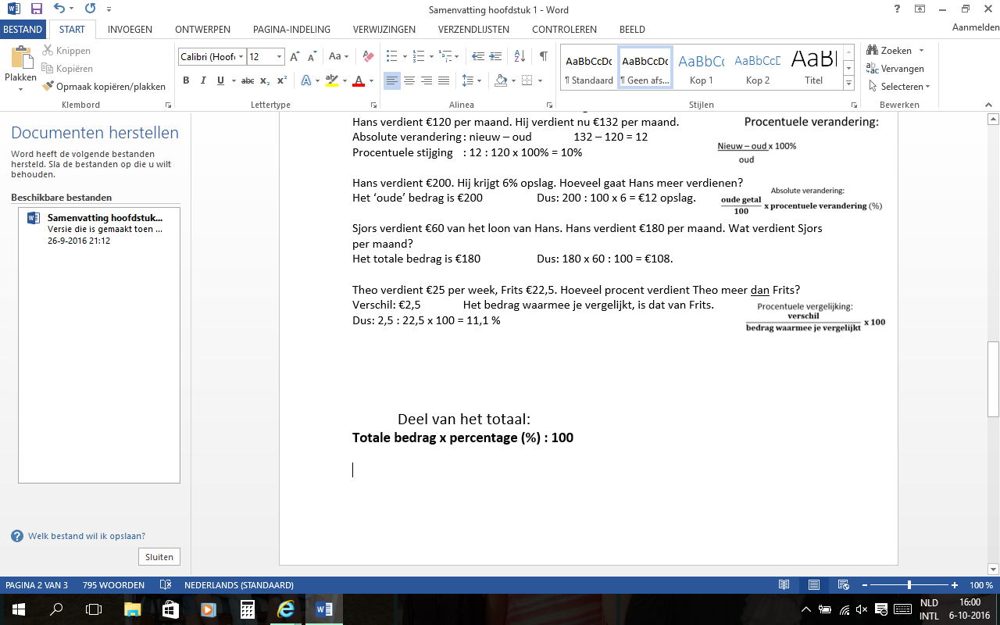 Samenvatting hoofdstuk 1 - Word
BESTAND START INVOEGEN ONTWERPEN PAGINA-INDELING VERWIJZINGEN VERZENDLIJSTEN CONTROLEREN BEELD Aanmelden
Plakken
Knippen
Kopiëren
Opmaak kopiëren/plakken
Klembord
Calibri (Hoofd 12
Lettertype
Alinea
AaBbCcDc AaBbCcDc AaBbCc AaBbCcD AaBl
¶ Standaard ¶ Geen afs... Kop 1 Kop 2 Titel
Stijlen
Zoeken
Vervangen
Selecteren
Bewerken
Documenten herstellen
Word heeft de volgende bestanden
hersteld. Sla de bestanden op die u wilt
behouden.
Beschikbare bestanden
Samenvatting hoofdstuk...
Versie die is gemaakt toen ...
26-9-2016 21:12
Welk bestand wil ik opslaan?
Sluiten
Hans verdient €120 per maand. Hij verdient nu €132 per maand.
Absolute verandering : nieuw – oud 132 – 120 = 12
Procentuele stijging : 12 : 120 x 100% = 10%
Procentuele verandering:
Nieuw – oud x 100%
oud
Hans verdient €200. Hij krijgt 6% opslag. Hoeveel gaat Hans meer verdienen?
Het ‘oude’ bedrag is €200 Dus: 200 : 100 x 6 = €12 opslag.
Absolute verandering:
oude getal
100
x procentuele verandering (%)
Sjors verdient €60 van het loon van Hans. Hans verdient €180 per maand. Wat verdient Sjors
per maand?
Het totale bedrag is €180 Dus: 180 x 60 : 100 = €108.
Theo verdient €25 per week, Frits €22,5. Hoeveel procent verdient Theo meer dan Frits?
Verschil: €2,5 Het bedrag waarmee je vergelijkt, is dat van Frits.
Dus: 2,5 : 22,5 x 100 = 11,1 %
Procentuele vergelijking:
verschil
bedrag waarmee je vergelijkt
x 100
Deel van het totaal:
Totale bedrag x percentage (%) : 100
PAGINA 2 VAN 3 795 WOORDEN NEDERLANDS (STANDAARD) 100 %
NLD
INTL
16:00
6-10-2016